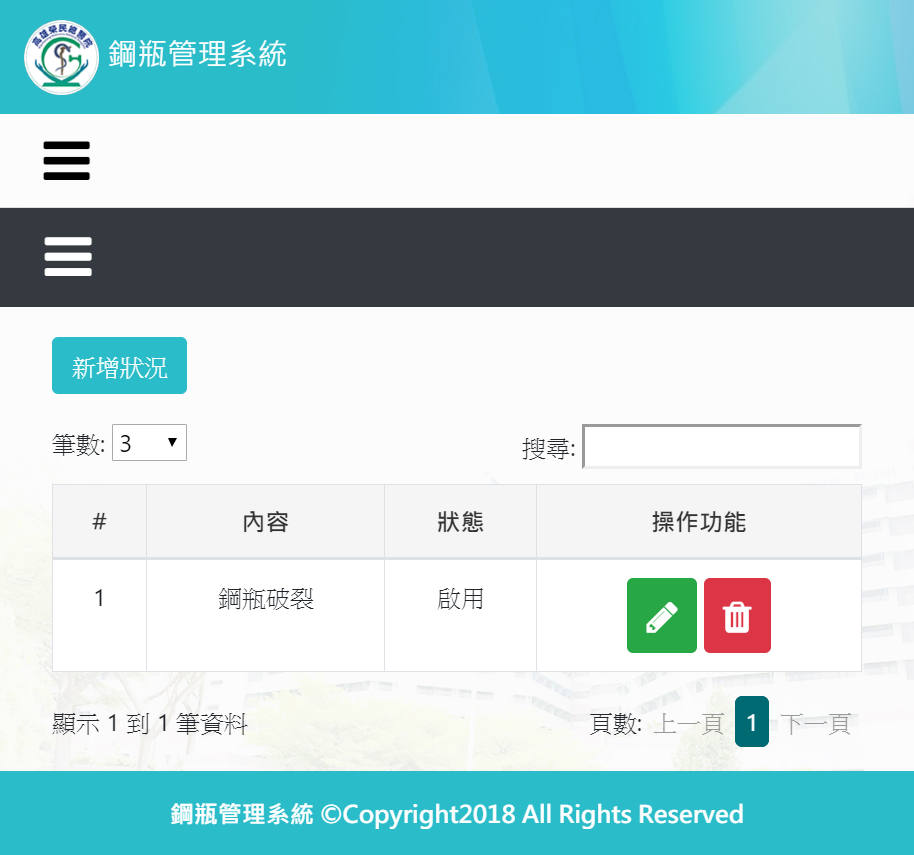 高雄榮民總醫院
鋼瓶管理系統
新增狀況
筆數: 3
搜尋:
# 內容 狀態 操作功能
1 鋼瓶破裂 啟用
顯示 1 到 1 筆資料
頁數: 上一頁 1 下一頁
鋼瓶管理系統 ©Copyright2018 All Rights Reserved